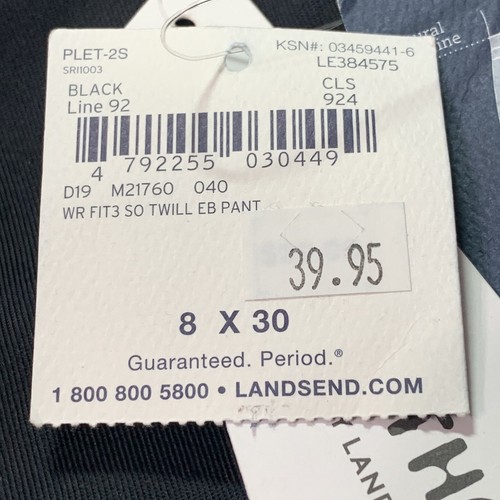 PLET-2S
KSN#: 03459441-6
SRI1003
LE384575
BLACK
CLS
Line 92
924
4 792255 030449
D19 M21760 040
WR FIT3 SO TWILL EB PANT
39.95
8 X 30
Guaranteed. Period.®
1 800 800 5800 • LANDSEND.COM
LAND